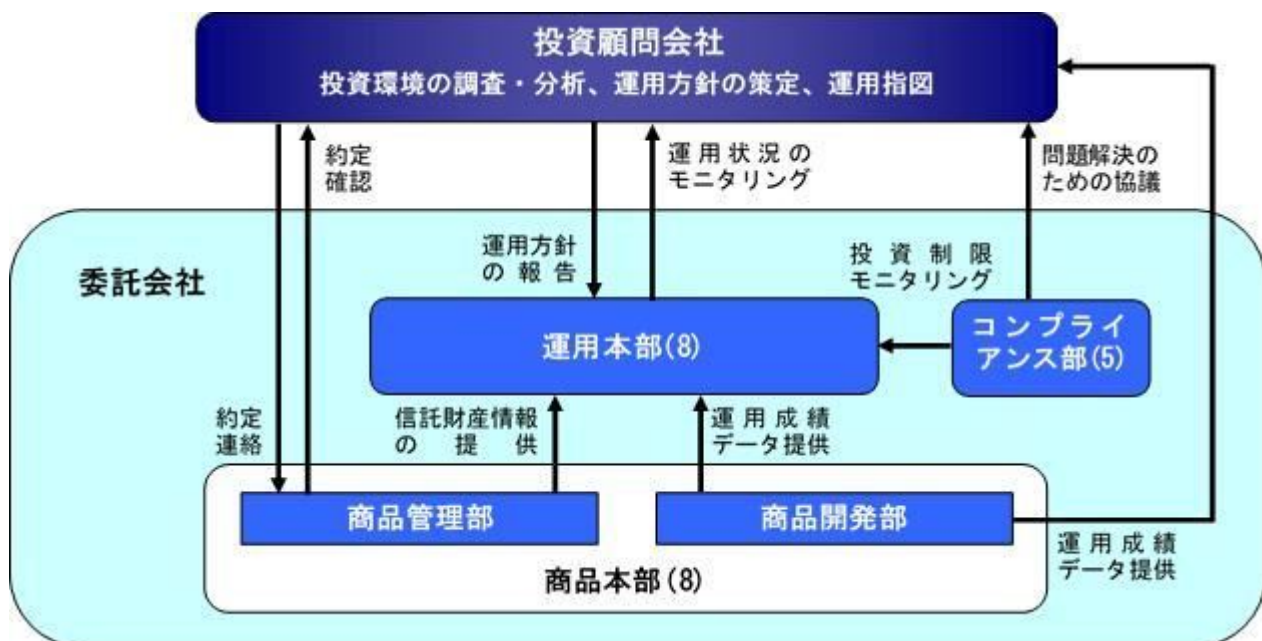 投資顧問会社
投資環境の調査・分析、運用方針の策定、運用指図
約定
確認
運用状況の
モニタリング
問題解決の
ための協議
委託会社
運用方針
の報告
投資制限
モニタリング
運用本部(8)
コンプライ
アンス部(5)
約定
連絡
信託財産情報
の提供
運用成績
データ提供
商品管理部
商品開発部
運用成績
データ提供
商品本部(8)